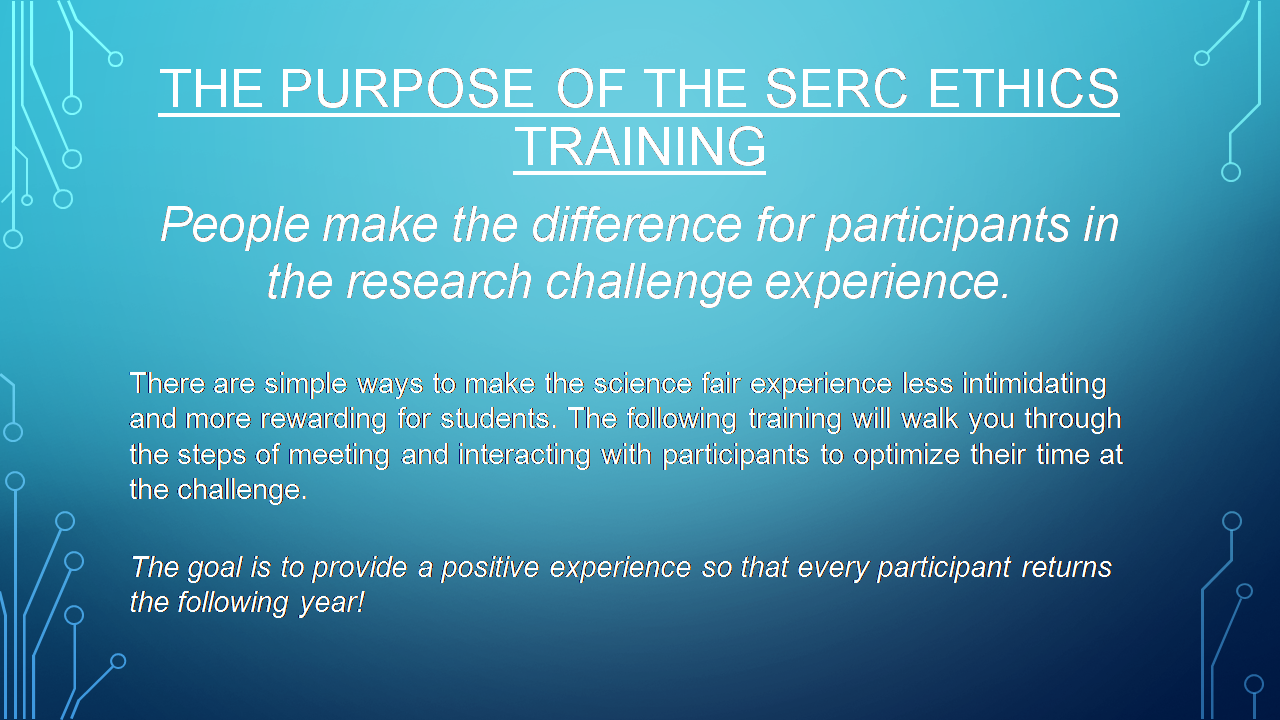 THE PURPOSE OF THE SERC ETHICS
TRAINING
People make the difference for participants in
the research challenge experience.
There are simple ways to make the science fair experience less intimidating
and more rewarding for students. The following training will walk you through
the steps of meeting and interacting with participants to optimize their time at
the challenge.
The goal is to provide a positive experience so that every participant returns
the following year!